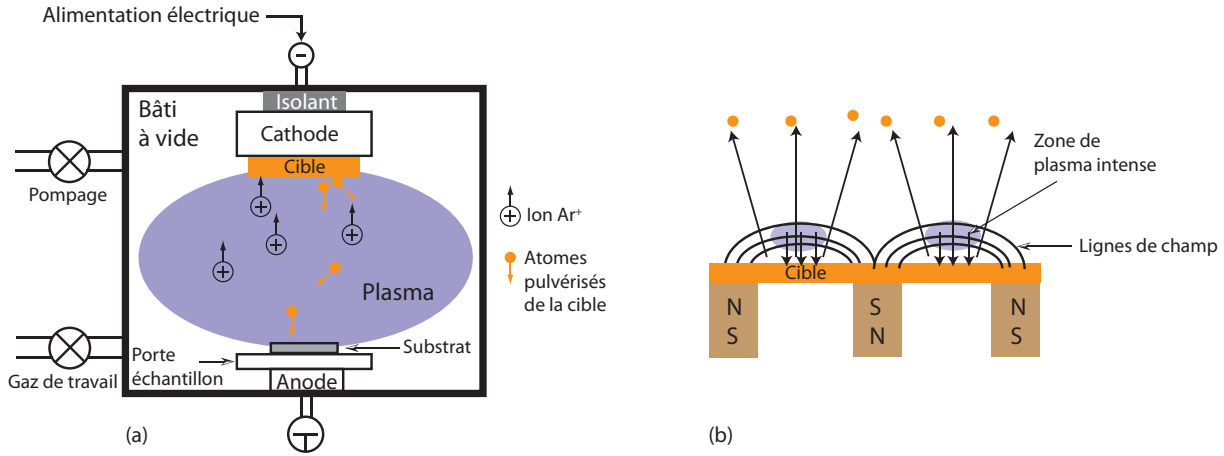 Alimentation électrique
-
Bâti
à vide
Isolant
Cathode
Cible
Pompage
+
+
+
+
Plasma
+ Ion Ar⁺
Atomes
pulvérisés
de la cible
Gaz de travail
Porte
échantillon
Substrat
Anode
(a)
Zone de
plasma intense
Lignes de champ
Cible
N S N
S N S
(b)